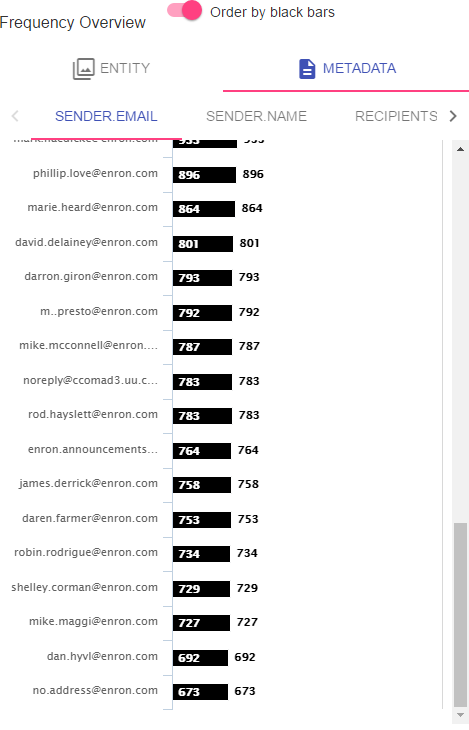 Frequency Overview
Order by black bars
ENTITY
METADATA
SENDER.EMAIL
SENDER.NAME
RECIPIENTS
phillip.love@enron.com 896 896
marie.heard@enron.com 864 864
david.delainey@enron.com 801 801
darron.giron@enron.com 793 793
m..presto@enron.com 792 792
mike.mcconnell@enron.... 787 787
noreply@ccomad3.uu.c... 783 783
rod.hayslett@enron.com 783 783
enron.announcements... 764 764
james.derrick@enron.com 758 758
daren.farmer@enron.com 753 753
robin.rodrigue@enron.com 734 734
shelley.corman@enron.com 729 729
mike.maggi@enron.com 727 727
dan.hyvl@enron.com 692 692
no.address@enron.com 673 673